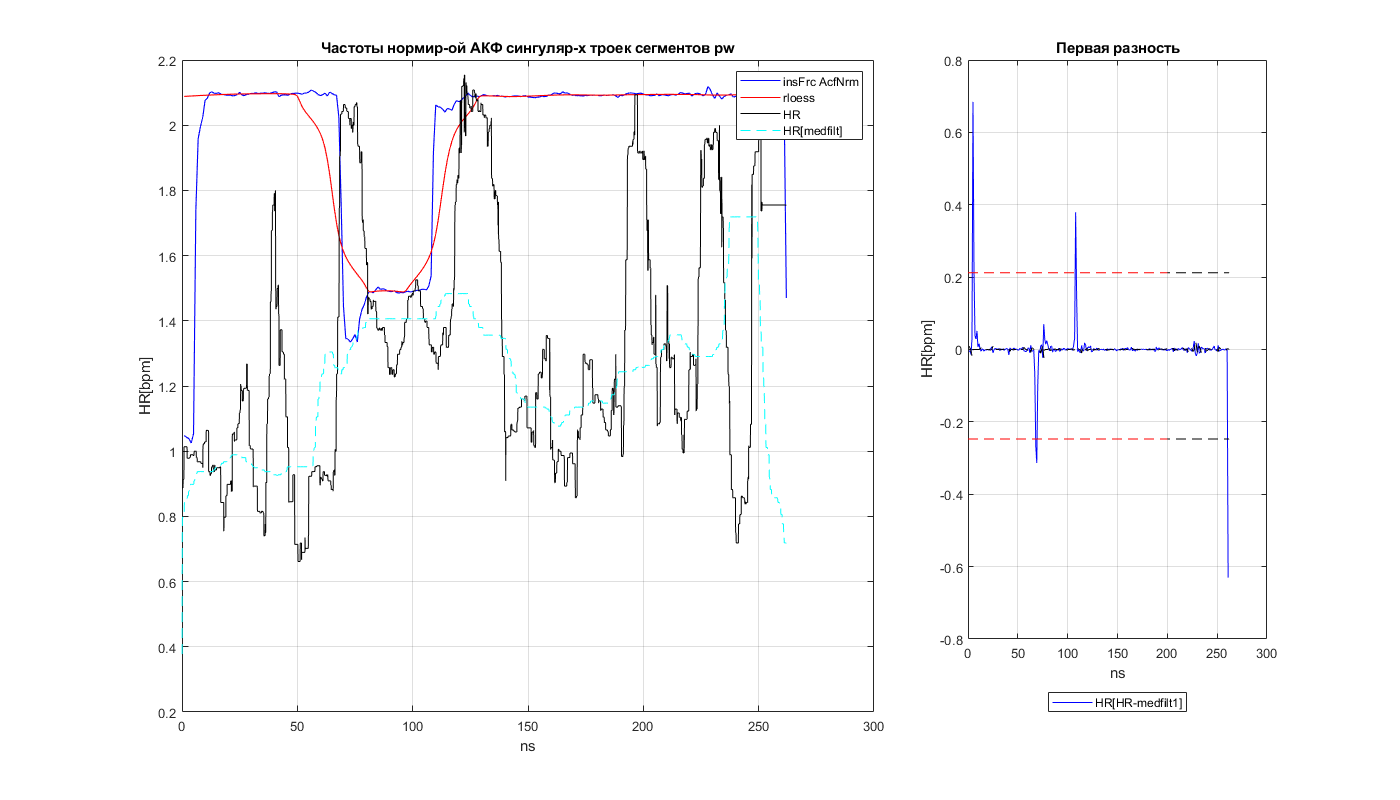 Частоты нормир-ой АКФ сингуляр-х троек сегментов pw
2.2
2
1.8
1.6
1.4
1.2
1
0.8
0.6
0.4
0.2
HR[bpm]
0 50 100 150 200 250 300
ns
insFrc AcfNrm
rloess
HR
HR[medfilt]
Первая разность
0.8
0.6
0.4
0.2
0
-0.2
-0.4
-0.6
-0.8
HR[bpm]
0 50 100 150 200 250 300
ns
HR[HR-medfilt1]